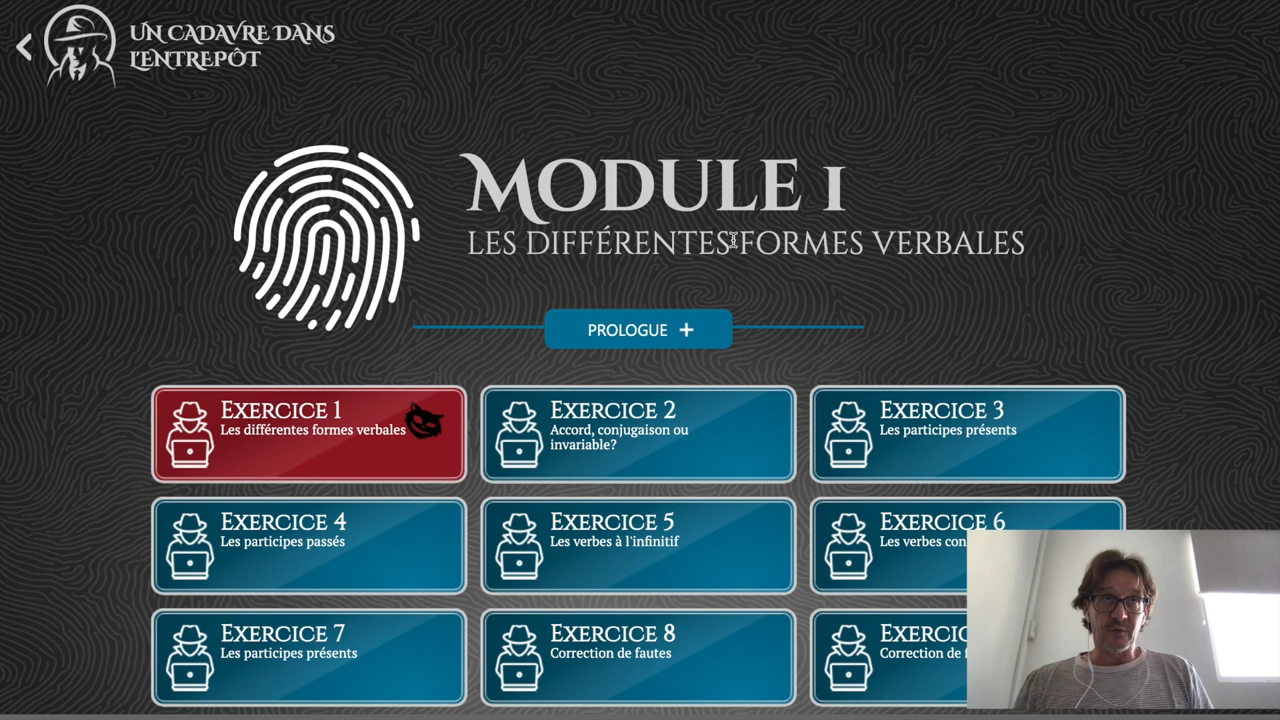 UN CADAVRE DANS
L'ENTREPÔT
MODULE 1
LES DIFFÉRENTES FORMES VERBALES
PROLOGUE +
EXERCICE 1
Les différentes formes verbales
EXERCICE 2
Accord, conjugaison ou
invariable?
EXERCICE 3
Les participes présents
EXERCICE 4
Les participes passés
EXERCICE 5
Les verbes à l'infinitif
EXERCICE 6
Les verbes
EXERCICE 7
Les participes présents
EXERCICE 8
Correction de fautes
Correction de